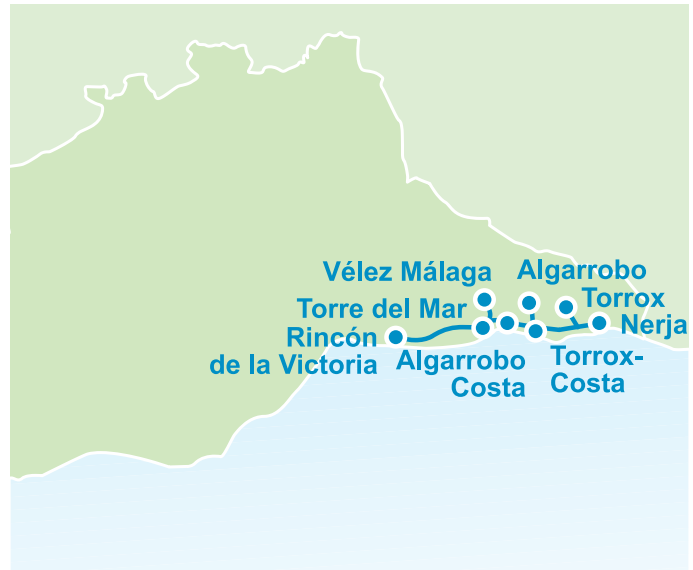 Vélez Málaga
Algarrobo
Torre del Mar
Torrox
Rincón
de la Victoria
Nerja
Algarrobo
Costa
Torrox-
Costa